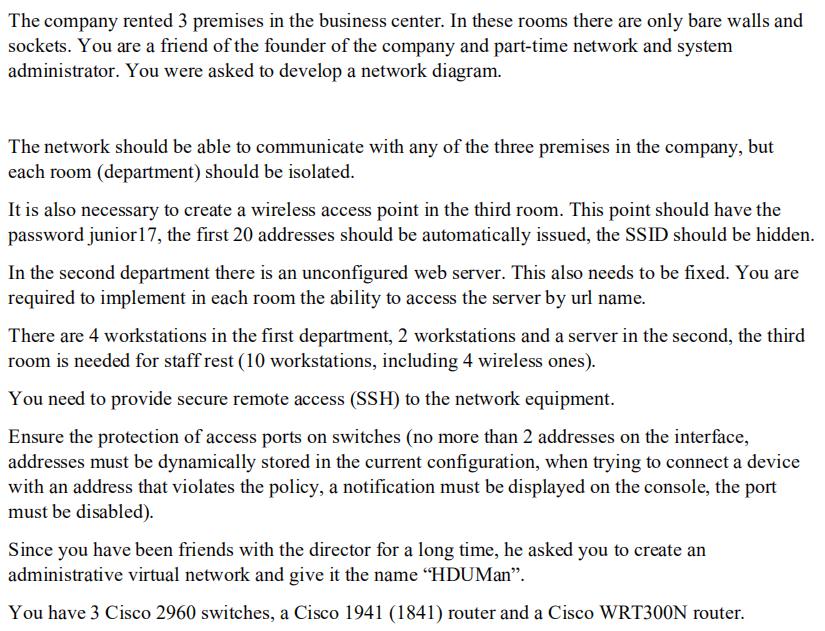 The company rented 3 premises in the business center. In these rooms there are only bare walls and
sockets. You are a friend of the founder of the company and part-time network and system
administrator. You were asked to develop a network diagram.
The network should be able to communicate with any of the three premises in the company, but
each room (department) should be isolated.
It is also necessary to create a wireless access point in the third room. This point should have the
password junior17, the first 20 addresses should be automatically issued, the SSID should be hidden.
In the second department there is an unconfigured web server. This also needs to be fixed. You are
required to implement in each room the ability to access the server by url name.
There are 4 workstations in the first department, 2 workstations and a server in the second, the third
room is needed for staff rest (10 workstations, including 4 wireless ones).
You need to provide secure remote access (SSH) to the network equipment.
Ensure the protection of access ports on switches (no more than 2 addresses on the interface,
addresses must be dynamically stored in the current configuration, when trying to connect a device
with an address that violates the policy, a notification must be displayed on the console, the port
must be disabled).
Since you have been friends with the director for a long time, he asked you to create an
administrative virtual network and give it the name “HDUMan”.
You have 3 Cisco 2960 switches, a Cisco 1941 (1841) router and a Cisco WRT300N router.